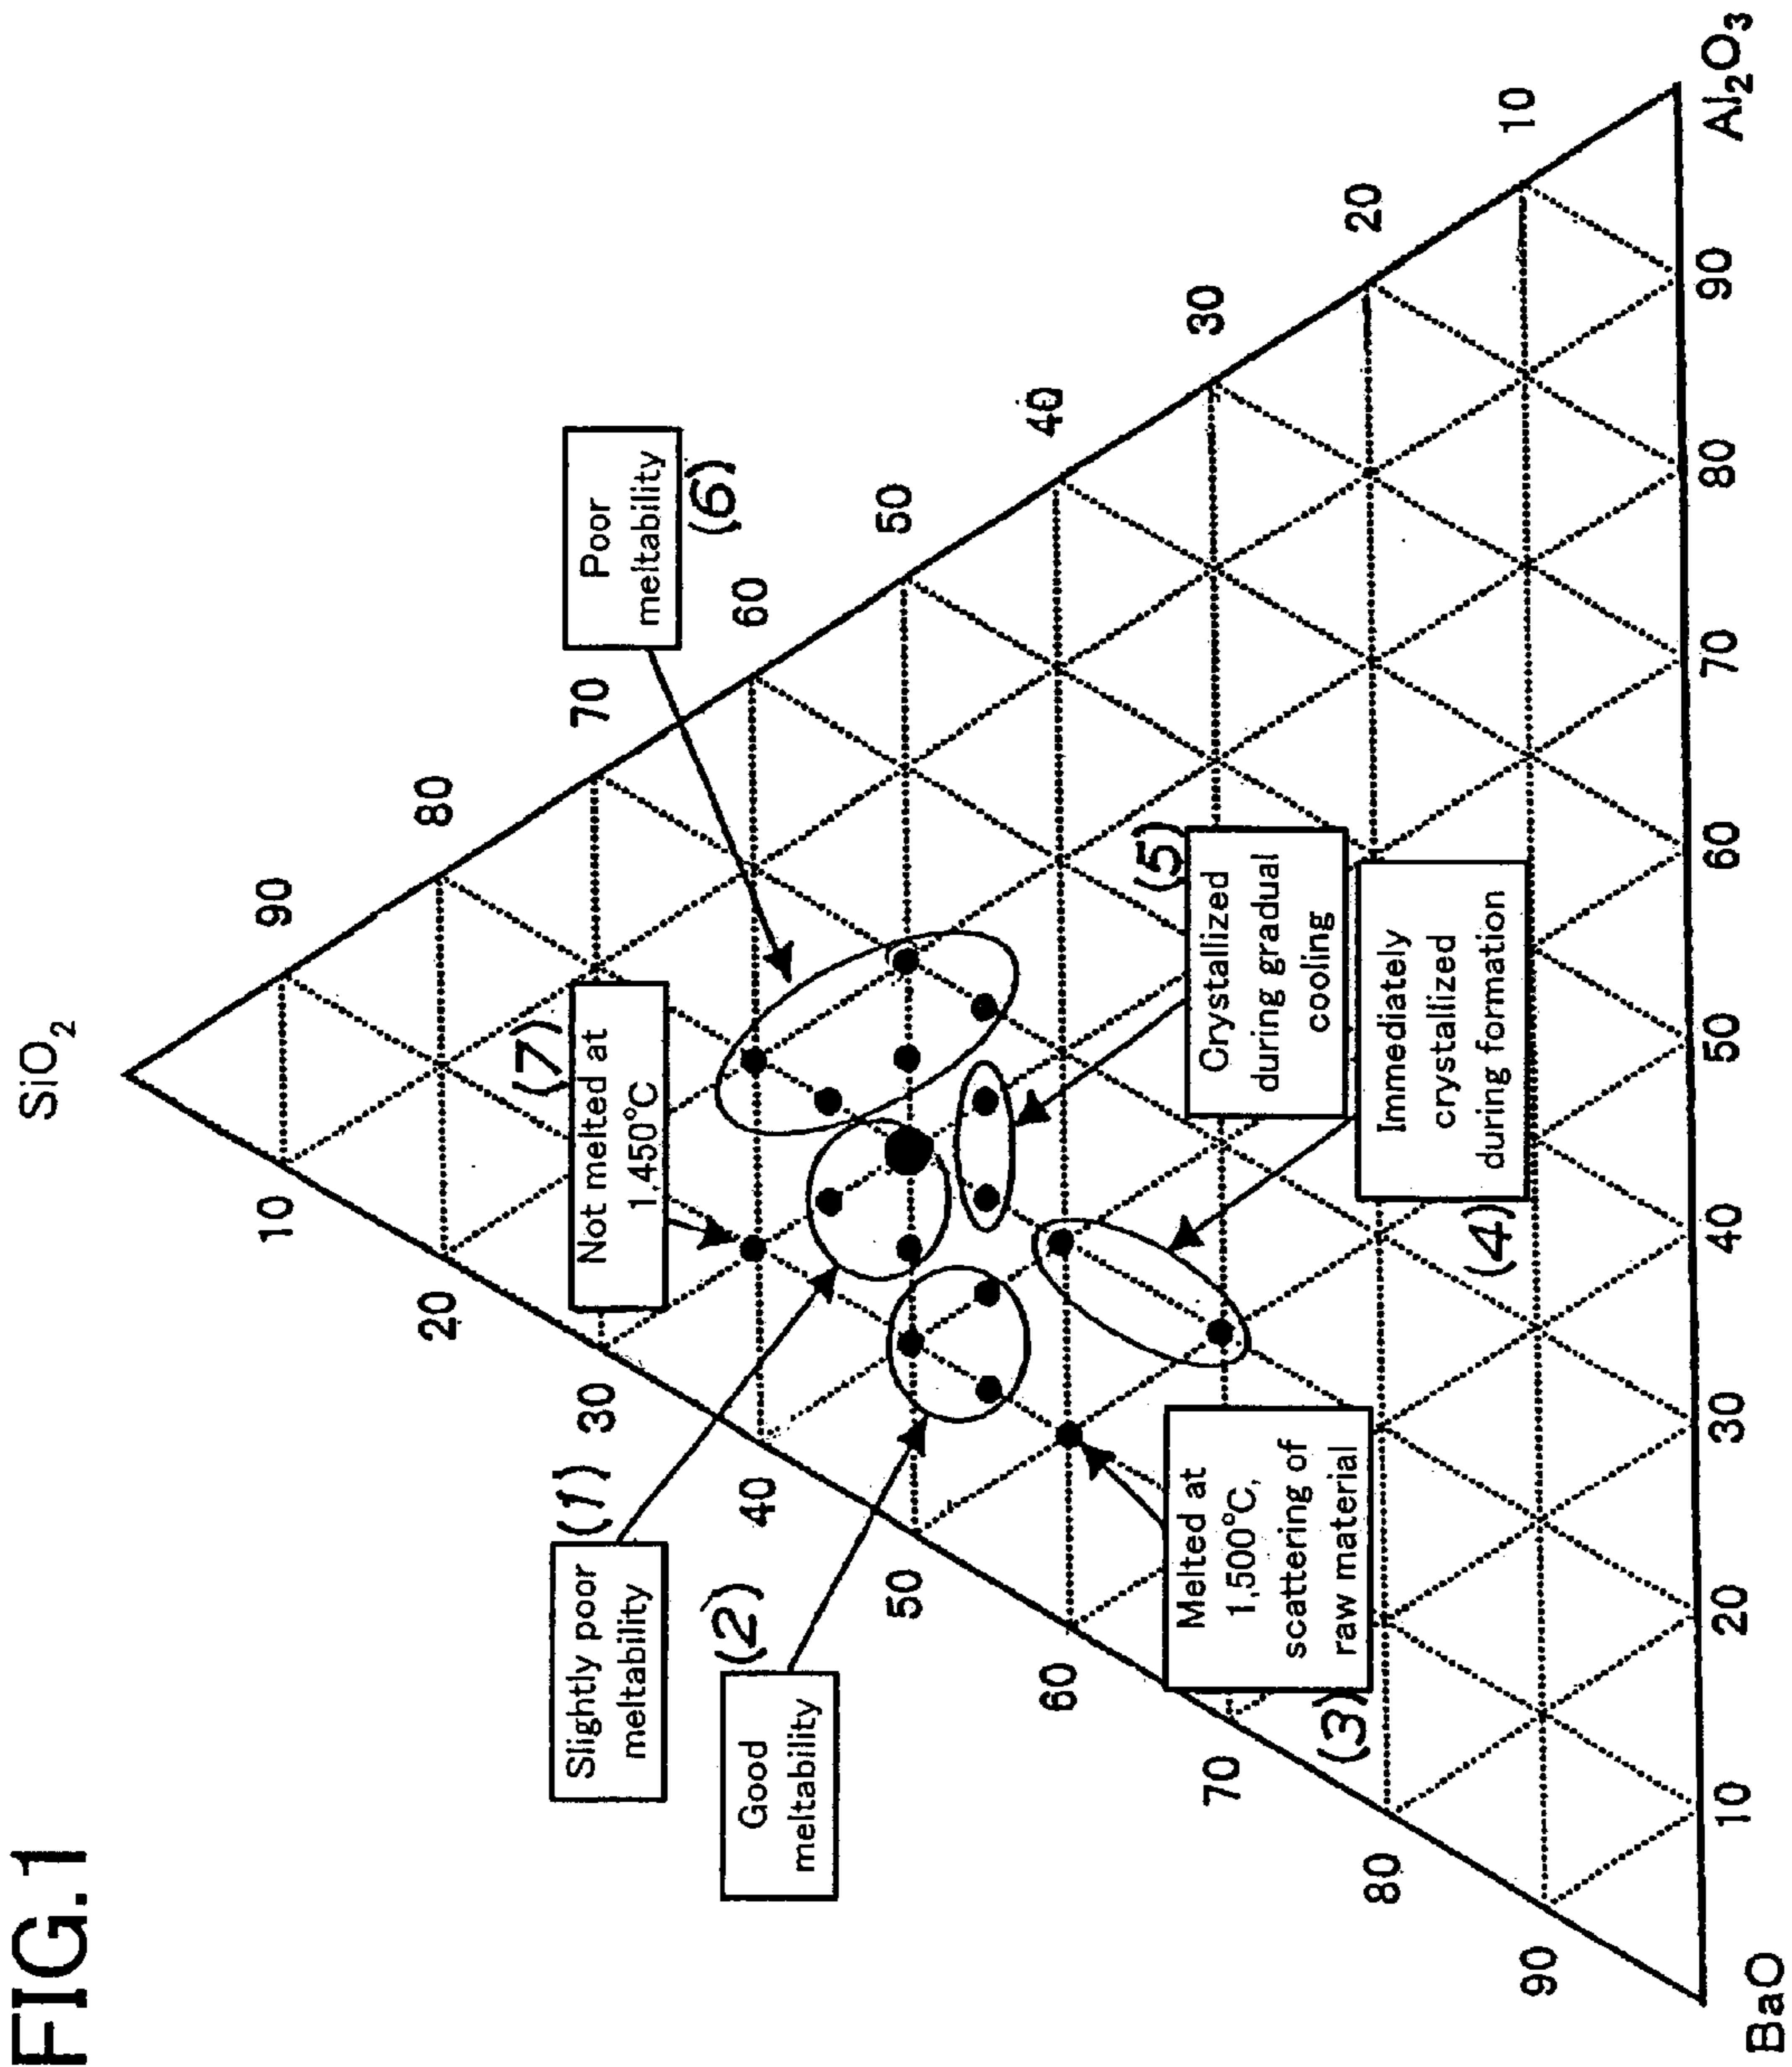 FIG.1
SiO2
10
20
30
40
50
60
70
80
90
BaO
90
80
70
60
50
40
30
20
10
Al2O3
10
20
30
40
50
60
70
80
90
Slightly poor
meltability
(1)
Good
meltability
(2)
Melted at
1,500°C,
scattering of
raw material
(3)
Immediately
crystallized
during formation
(4)
Crystallized
during gradual
cooling
(5)
Poor
meltability
(6)
Not melted at
1,450°C
(7)